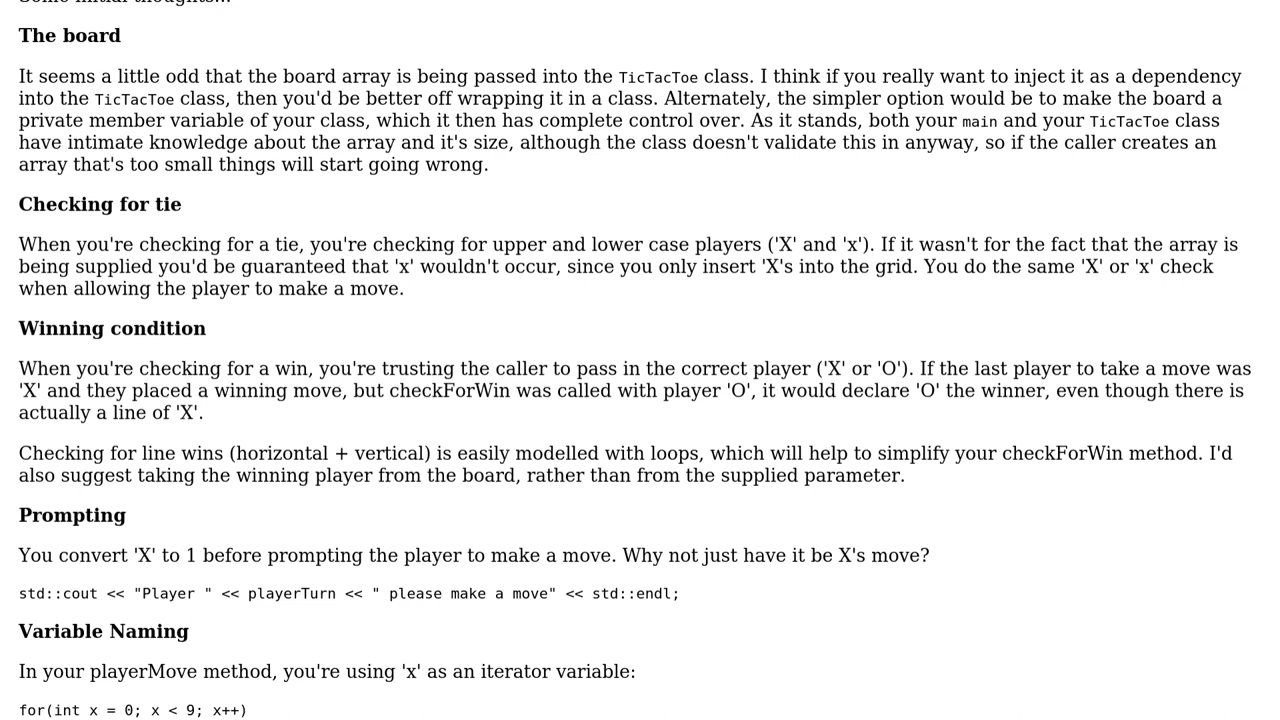 Some initial thoughts...
The board
It seems a little odd that the board array is being passed into the TicTacToe class. I think if you really want to inject it as a dependency
into the TicTacToe class, then you'd be better off wrapping it in a class. Alternately, the simpler option would be to make the board a
private member variable of your class, which it then has complete control over. As it stands, both your main and your TicTacToe class
have intimate knowledge about the array and it's size, although the class doesn't validate this in anyway, so if the caller creates an
array that's too small things will start going wrong.
Checking for tie
When you're checking for a tie, you're checking for upper and lower case players ('X' and 'x'). If it wasn't for the fact that the array is
being supplied you'd be guaranteed that 'x' wouldn't occur, since you only insert 'X's into the grid. You do the same 'X' or 'x' check
when allowing the player to make a move.
Winning condition
When you're checking for a win, you're trusting the caller to pass in the correct player ('X' or 'O'). If the last player to take a move was
'X' and they placed a winning move, but checkForWin was called with player 'O', it would declare 'O' the winner, even though there is
actually a line of 'X'.
Checking for line wins (horizontal + vertical) is easily modelled with loops, which will help to simplify your checkForWin method. I'd
also suggest taking the winning player from the board, rather than from the supplied parameter.
Prompting
You convert 'X' to 1 before prompting the player to make a move. Why not just have it be X's move?
std::cout << "Player " << playerTurn << " please make a move" << std::endl;
Variable Naming
In your playerMove method, you're using 'x' as an iterator variable:
for(int x = 0; x < 9; x++)